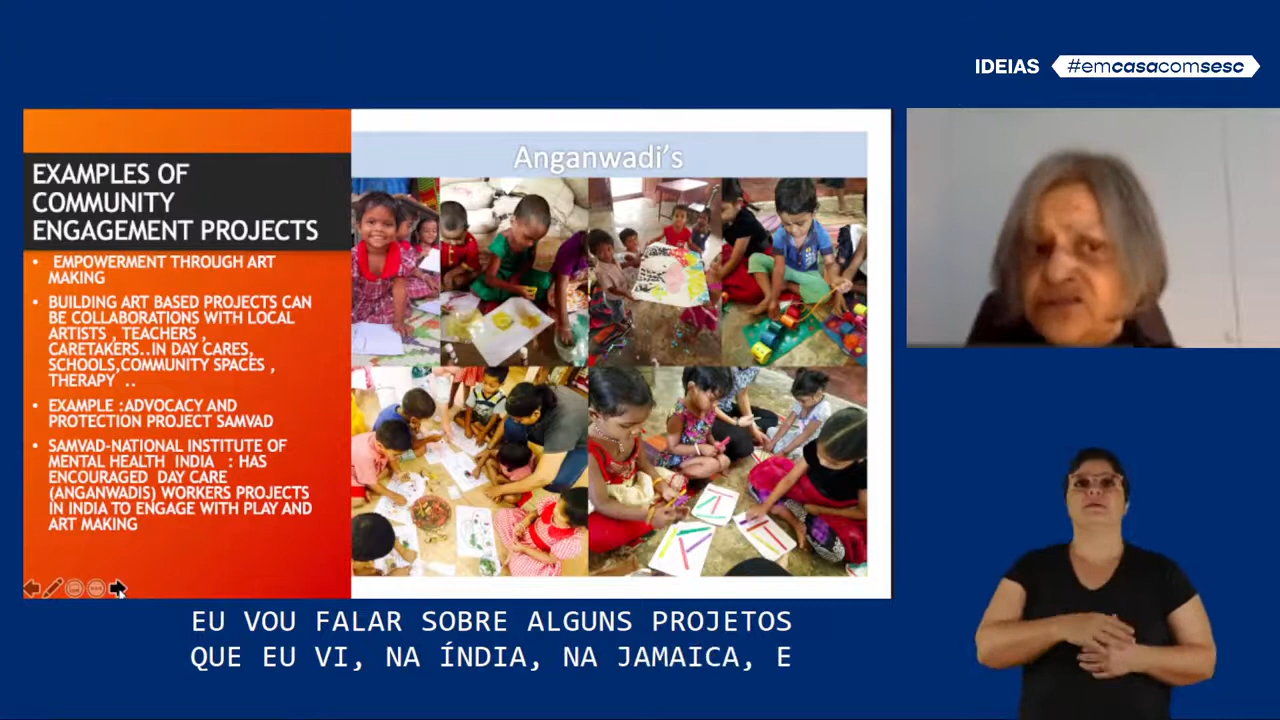 IDEIAS #emcasacomsesc
EXAMPLES OF
COMMUNITY
ENGAGEMENT PROJECTS
• EMPOWERMENT THROUGH ART
MAKING
• BUILDING ART BASED PROJECTS CAN
BE COLLABORATIONS WITH LOCAL
ARTISTS , TEACHERS ,
CARETAKERS..IN DAY CARES,
SCHOOLS,COMMUNITY SPACES ,
THERAPY ..
• EXAMPLE :ADVOCACY AND
PROTECTION PROJECT SAMVAD
• SAMVAD-NATIONAL INSTITUTE OF
MENTAL HEALTH INDIA : HAS
ENCOURAGED DAY CARE
(ANGANWADIS) WORKERS PROJECTS
IN INDIA TO ENGAGE WITH PLAY AND
ART MAKING
Anganwadi's
EU VOU FALAR SOBRE ALGUNS PROJETOS
QUE EU VI, NA ÍNDIA, NA JAMAICA, E